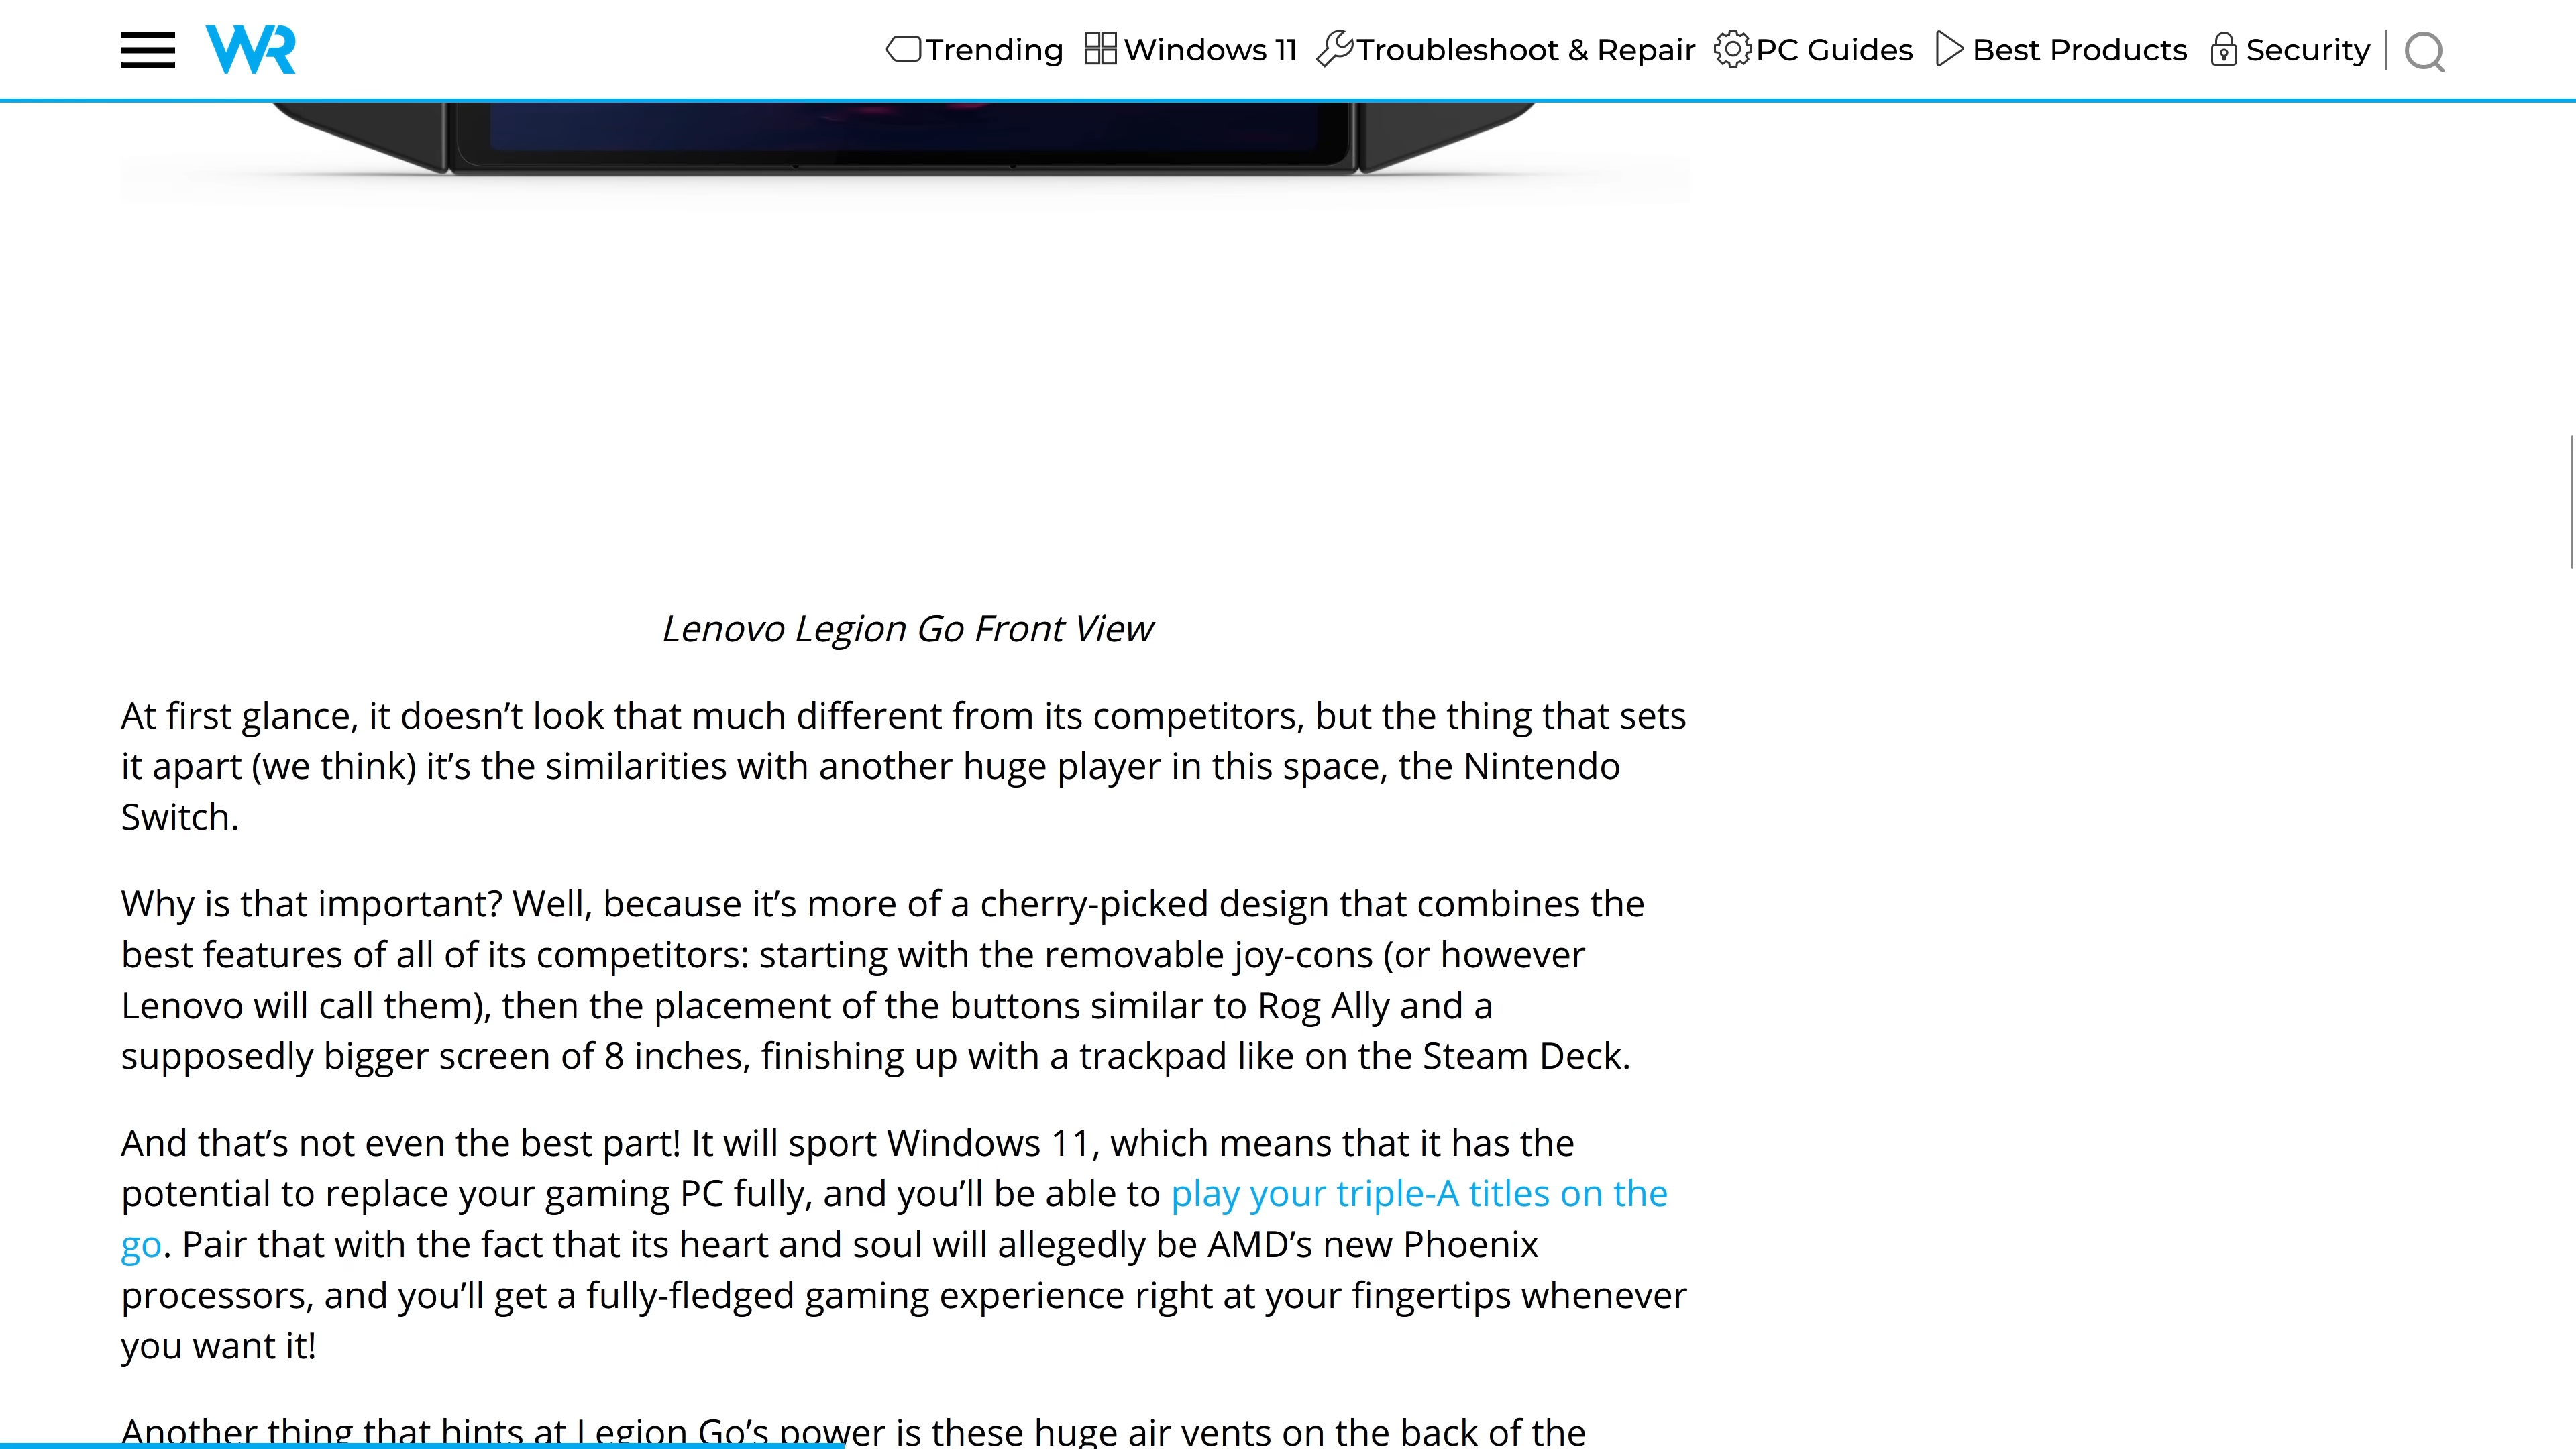 WR
Trending Windows 11 Troubleshoot & Repair PC Guides Best Products Security
Lenovo Legion Go Front View
At first glance, it doesn’t look that much different from its competitors, but the thing that sets
it apart (we think) it’s the similarities with another huge player in this space, the Nintendo
Switch.
Why is that important? Well, because it’s more of a cherry-picked design that combines the
best features of all of its competitors: starting with the removable joy-cons (or however
Lenovo will call them), then the placement of the buttons similar to Rog Ally and a
supposedly bigger screen of 8 inches, finishing up with a trackpad like on the Steam Deck.
And that’s not even the best part! It will sport Windows 11, which means that it has the
potential to replace your gaming PC fully, and you’ll be able to play your triple-A titles on the
go. Pair that with the fact that its heart and soul will allegedly be AMD’s new Phoenix
processors, and you’ll get a fully-fledged gaming experience right at your fingertips whenever
you want it!
Another thing that hints at Legion Go’s power is these huge air vents on the back of the